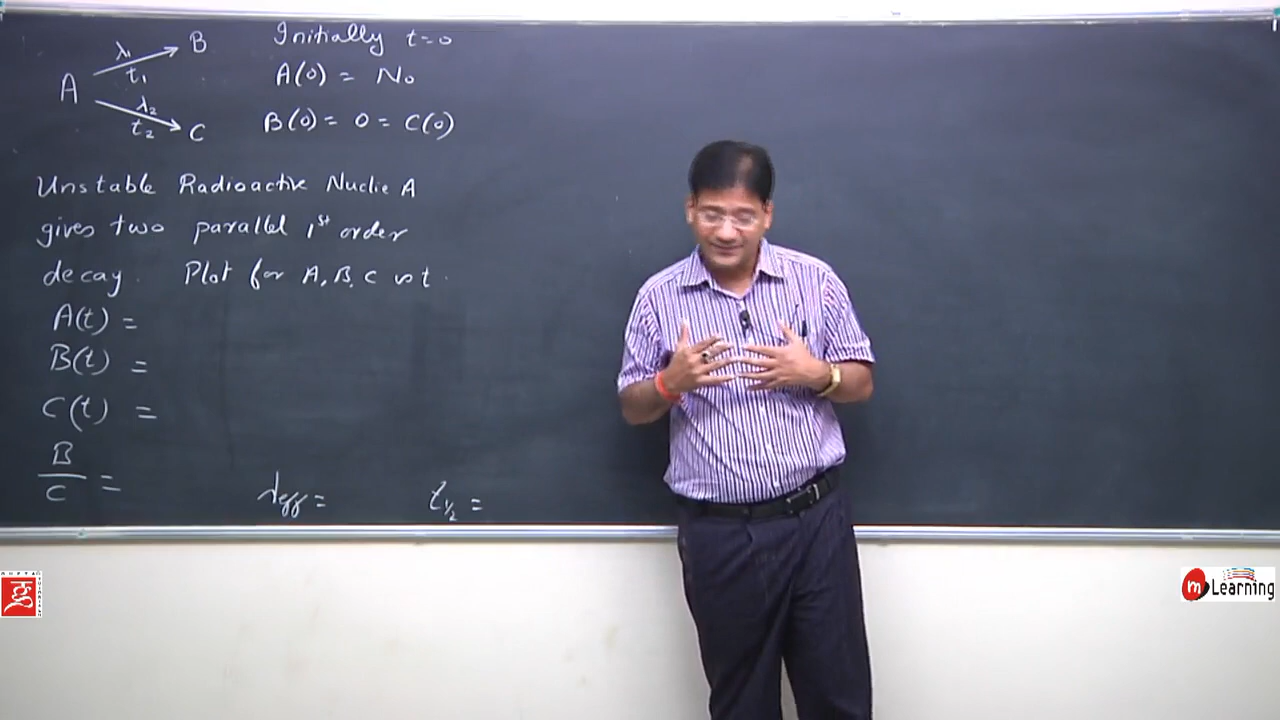 A λ₁ t₁ B
λ₂ t₂ C
Initially t=0
A(0) = No
B(0) = 0 = C(0)
Unstable Radioactive Nuclie A
gives two parallel 1st order
decay. Plot for A, B, C vs t.
A(t) =
B(t) =
C(t) =
B/C =
λeff =
t1/2 =
m Learning